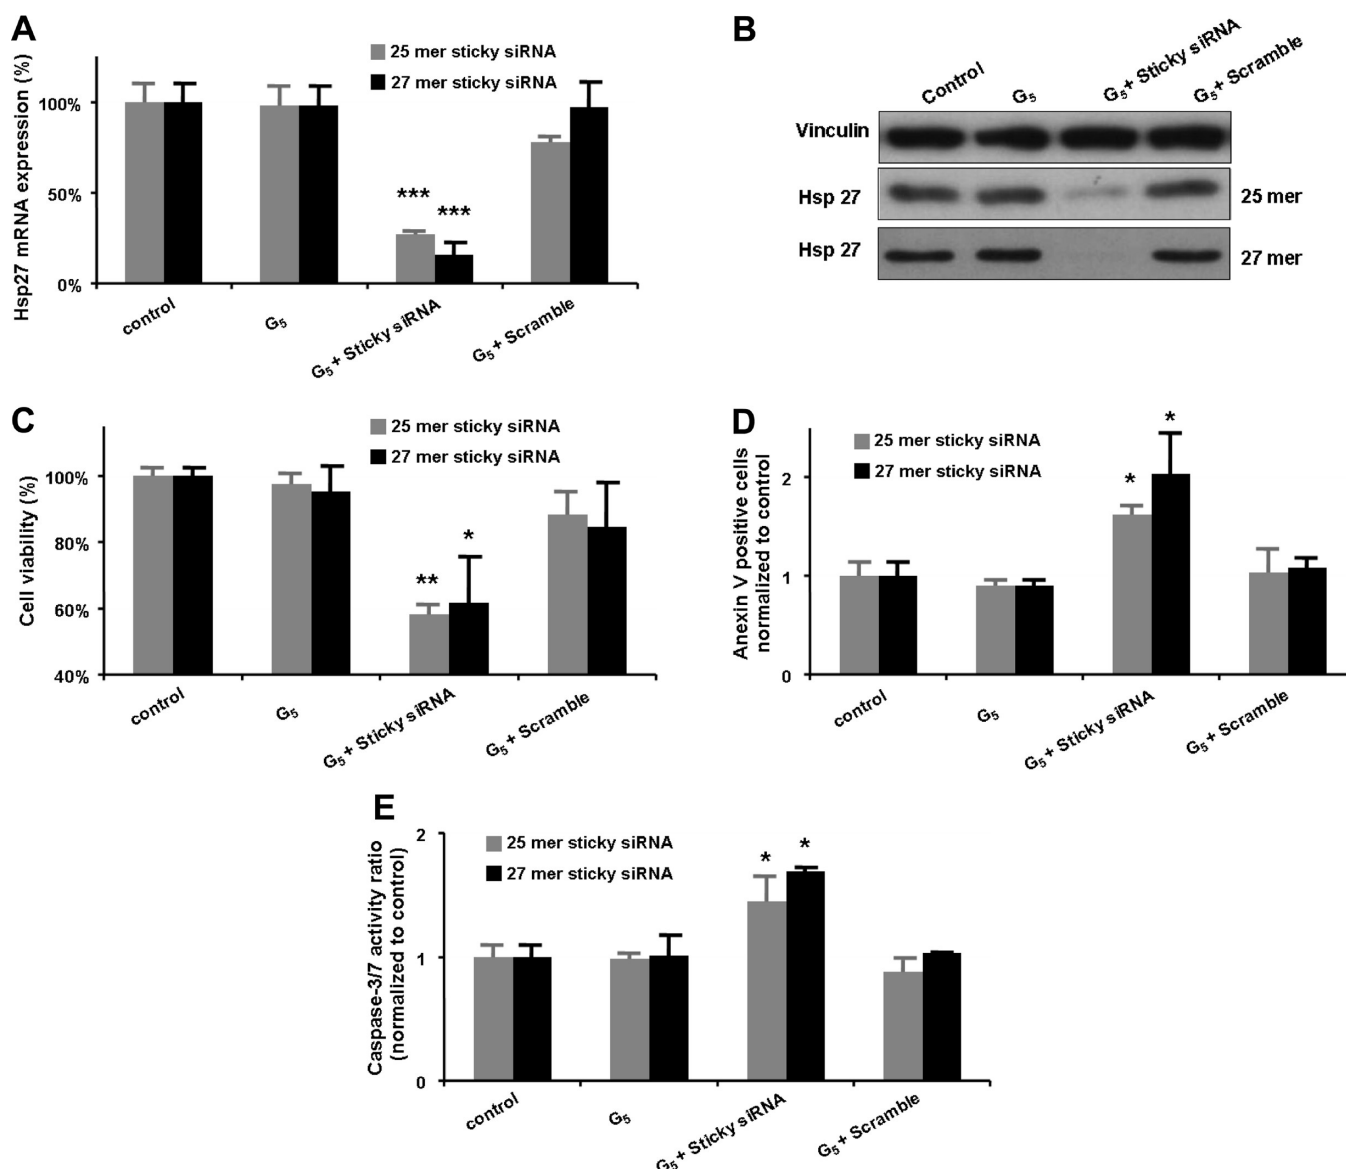 A
Hsp27 mRNA expression (%)
100%
50%
0%
25 mer sticky siRNA
27 mer sticky siRNA
***
***
control
G5
G5 + Sticky siRNA
G5 + Scramble
B
Control
G5
G5 + Sticky siRNA
G5 + Scramble
Vinculin
Hsp 27
25 mer
Hsp 27
27 mer
C
Cell viability (%)
100%
80%
60%
40%
25 mer sticky siRNA
27 mer sticky siRNA
**
*
control
G5
G5 + Sticky siRNA
G5 + Scramble
D
Anexin V positive cells
normalized to control
2
1
0
25 mer sticky siRNA
27 mer sticky siRNA
*
*
control
G5
G5 + Sticky siRNA
G5 + Scramble
E
Caspase-3/7 activity ratio
(normalized to control)
2
1
0
25 mer sticky siRNA
27 mer sticky siRNA
*
*
control
G5
G5 + Sticky siRNA
G5 + Scramble